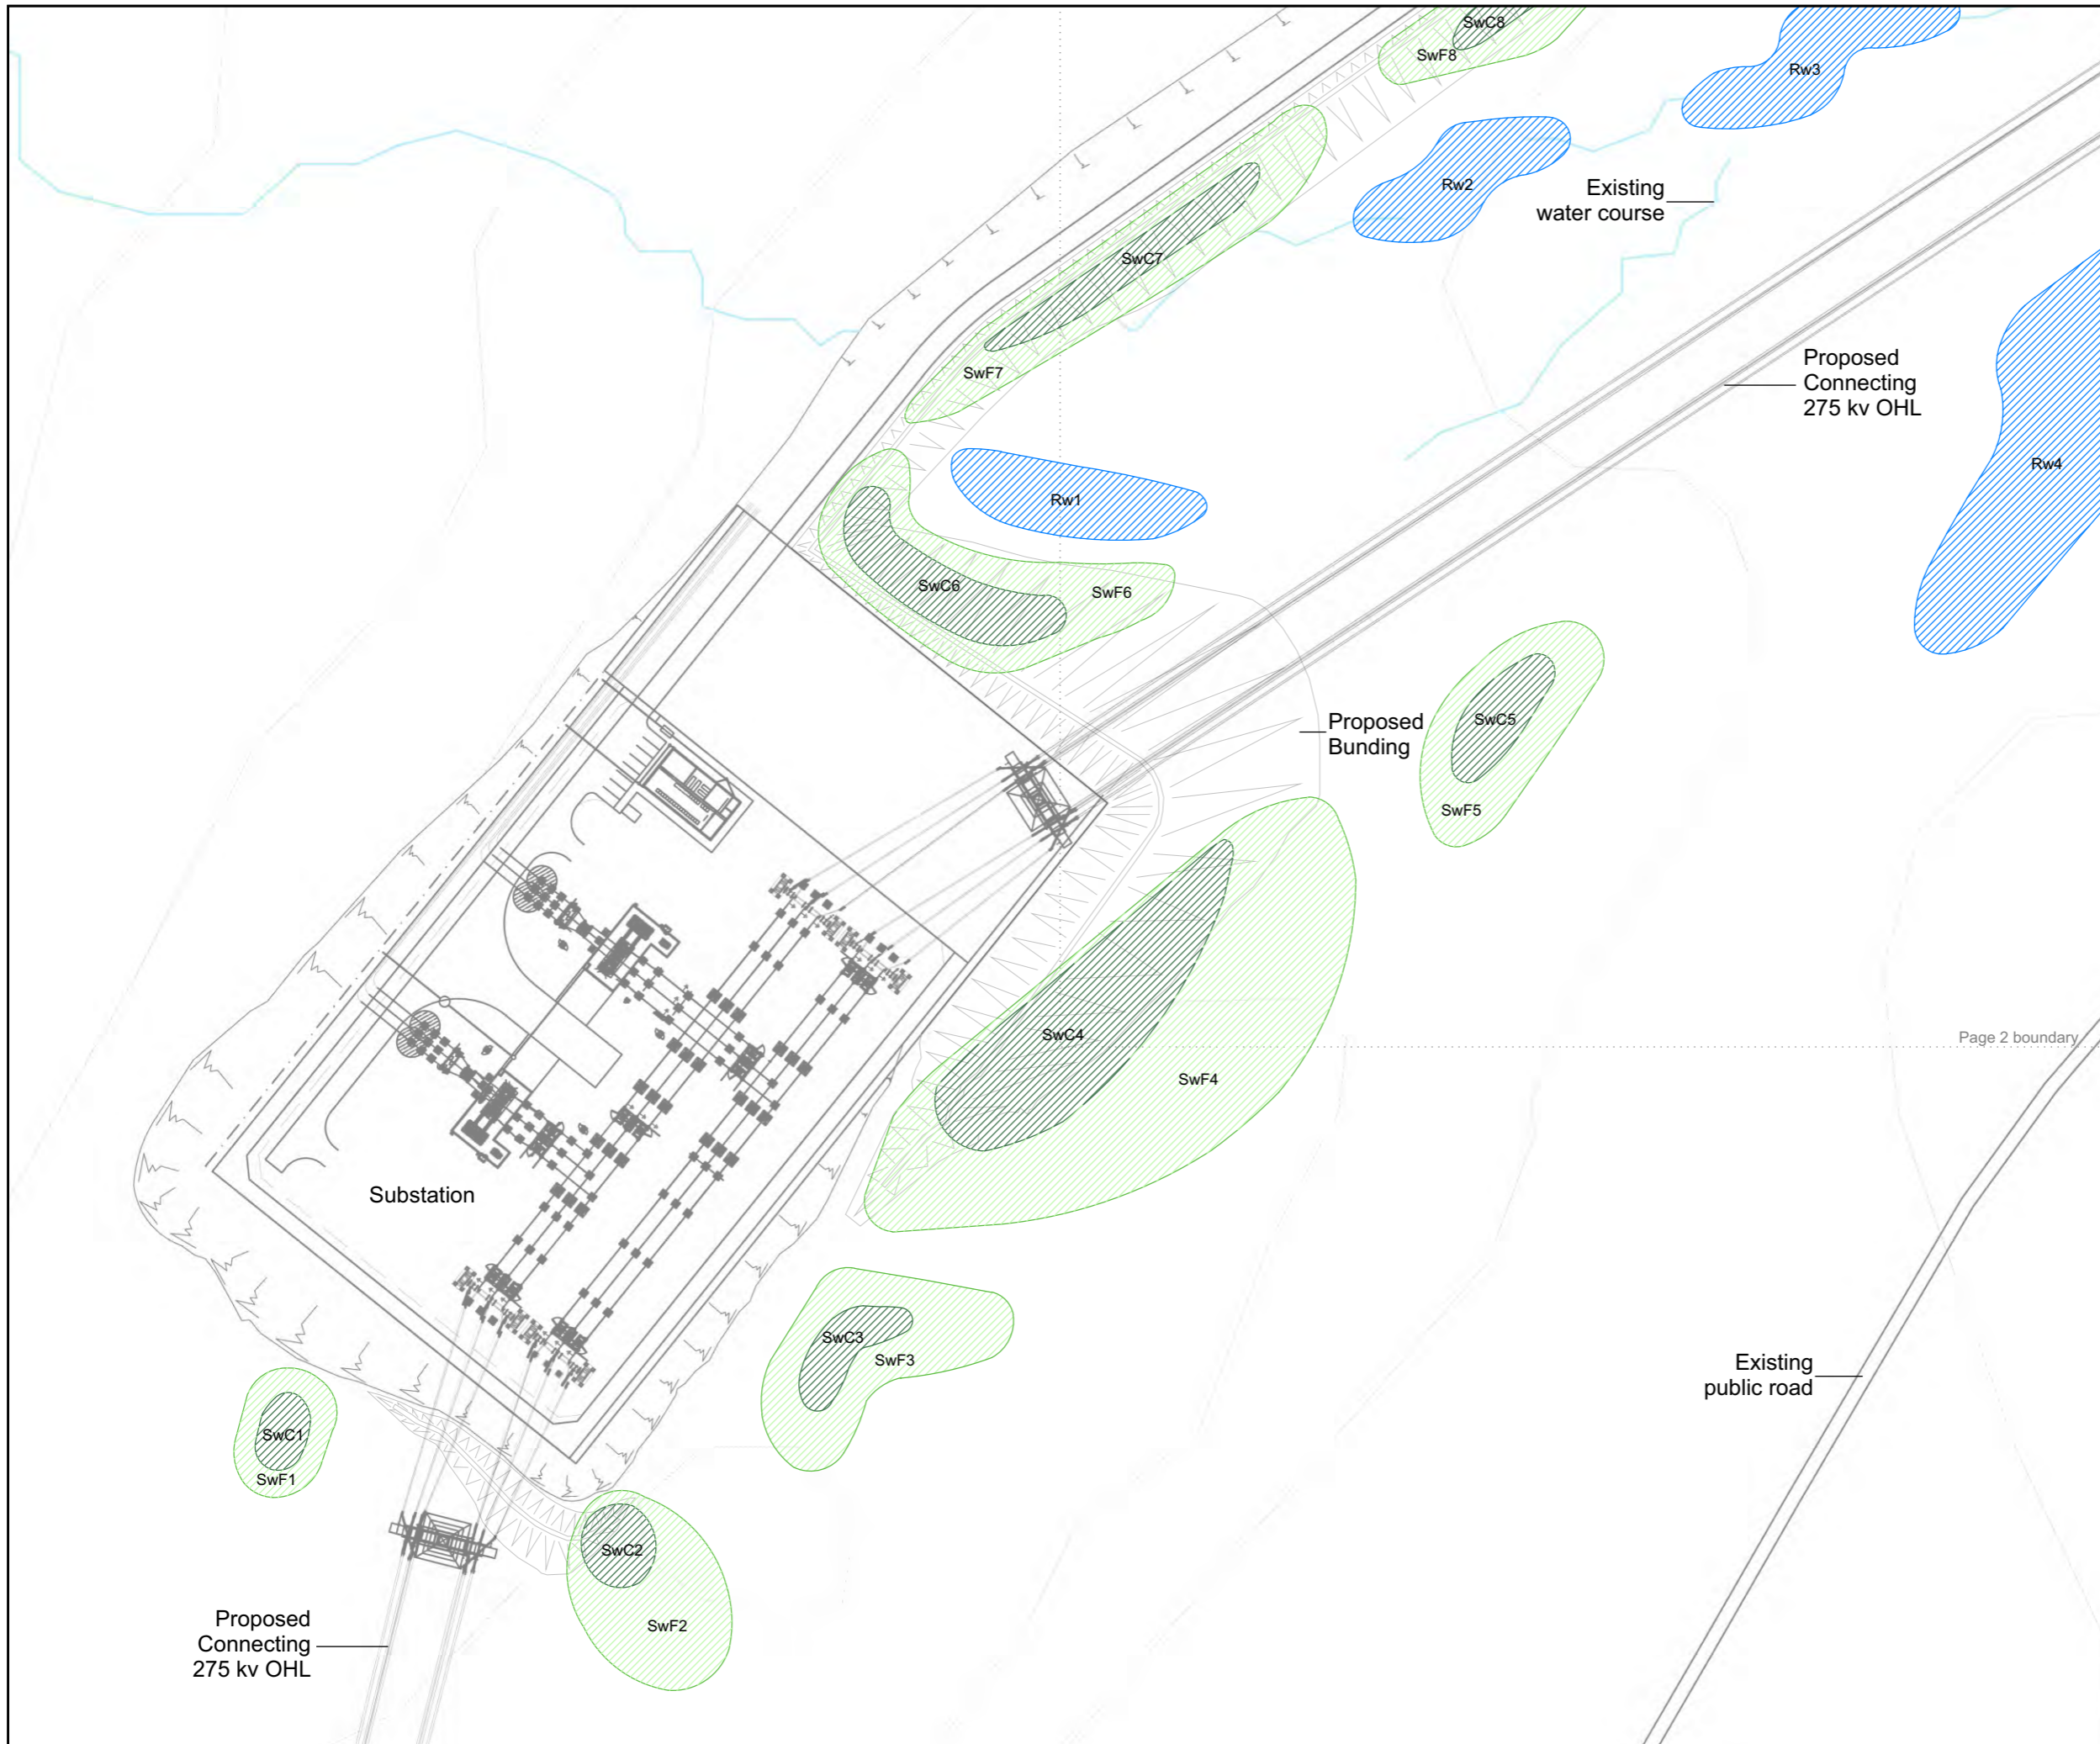 SwC8
SwF8
Rw3
Rw2
Existing
water course
SwC7
SwF7
Proposed
Connecting
275 kv OHL
Rw4
Rw1
SwC6
SwF6
SwC5
Proposed
Bunding
SwF5
SwC4
Page 2 boundary
SwF4
Substation
SwC3
SwF3
Existing
public road
SwC1
SwF1
SwC2
Proposed
Connecting
275 kv OHL
SwF2